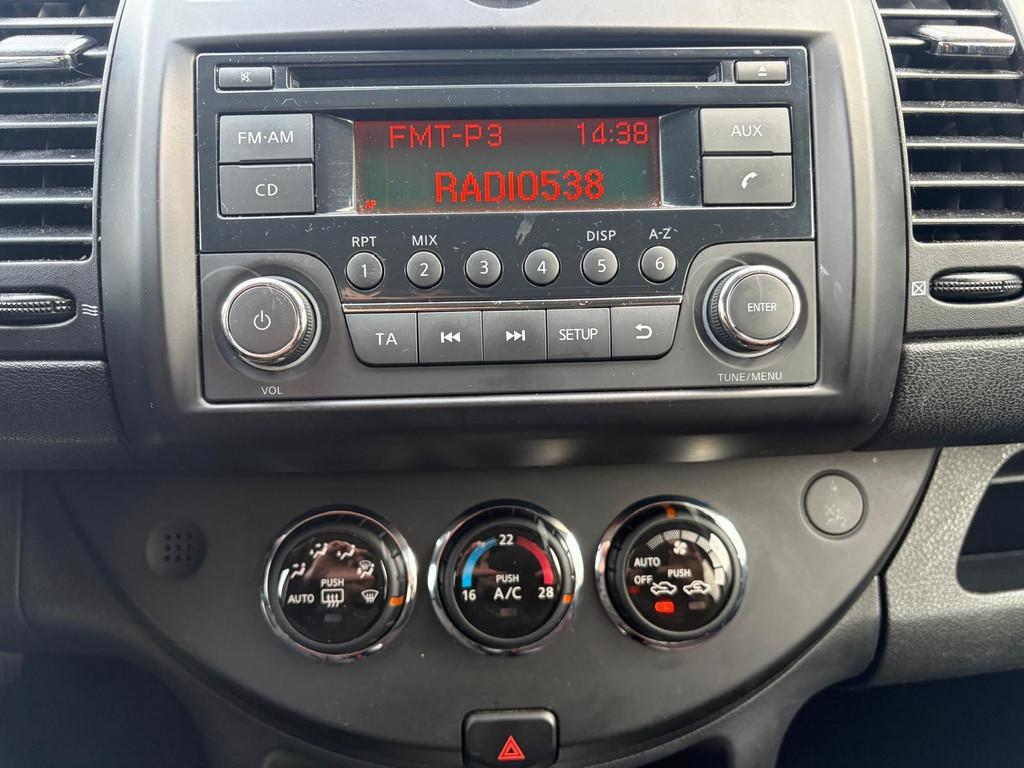 FM·AM
CD
FMT-P3 14:38
RADIO538
AF
AUX
RPT MIX DISP A-Z
1 2 3 4 5 6
VOL
TA SETUP
ENTER
TUNE/MENU
PUSH
AUTO
22
PUSH
16 A/C 28
AUTO
OFF PUSH